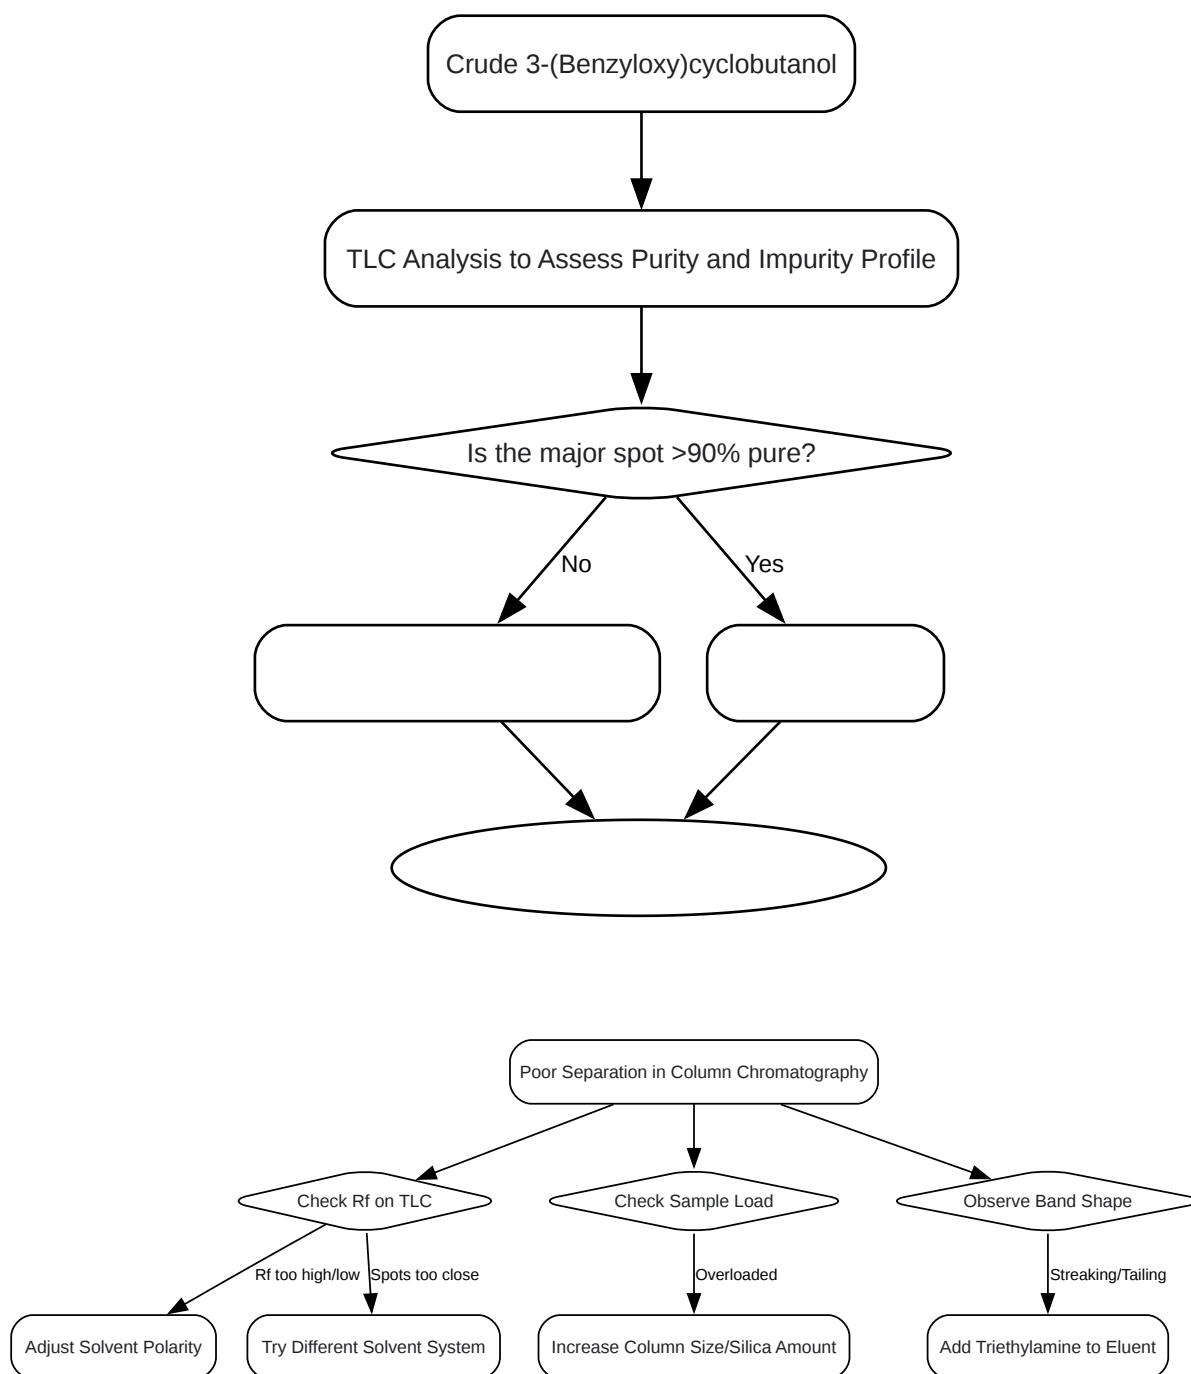 Crude 3-(Benzyloxy)cyclobutanol
TLC Analysis to Assess Purity and Impurity Profile
Is the major spot >90% pure?
No
Yes
Poor Separation in Column Chromatography
Check Rf on TLC
Check Sample Load
Observe Band Shape
Rf too high/low
Spots too close
Overloaded
Streaking/Tailing
Adjust Solvent Polarity
Try Different Solvent System
Increase Column Size/Silica Amount
Add Triethylamine to Eluent